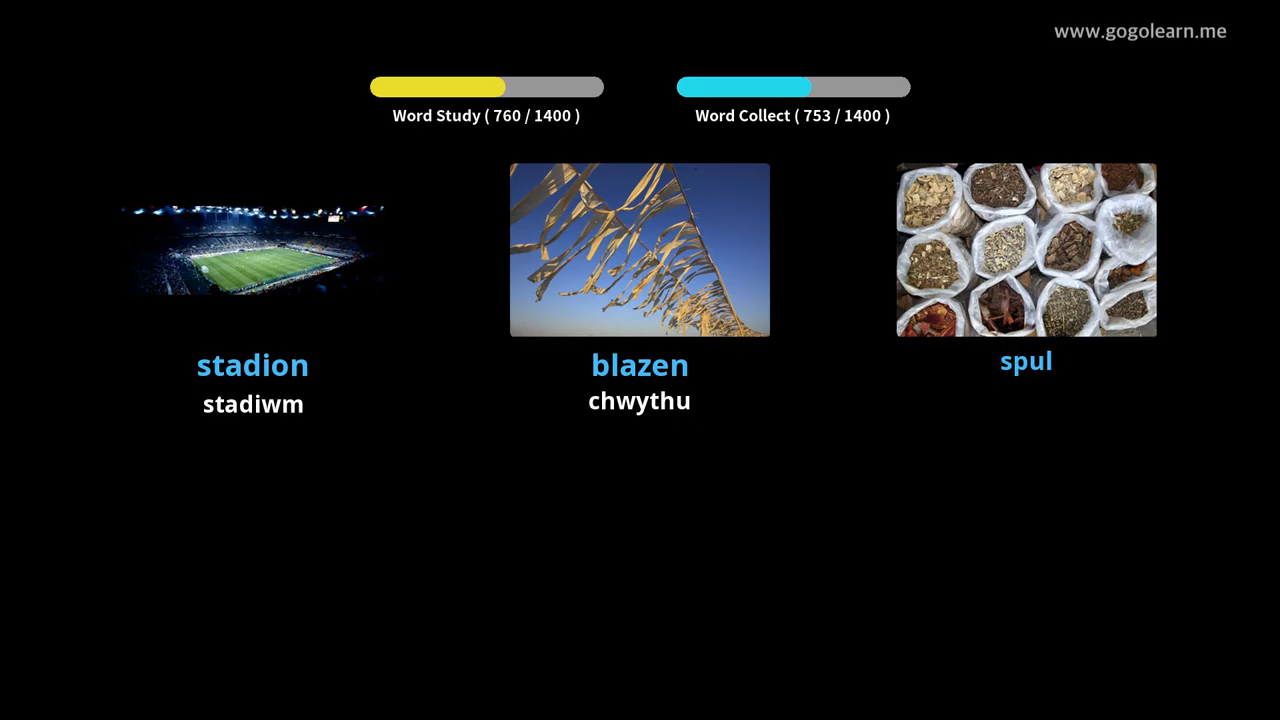 www.gogolearn.me
Word Study ( 760 / 1400 )
Word Collect ( 753 / 1400 )
stadion
stadiwm
blazen
chwythu
spul